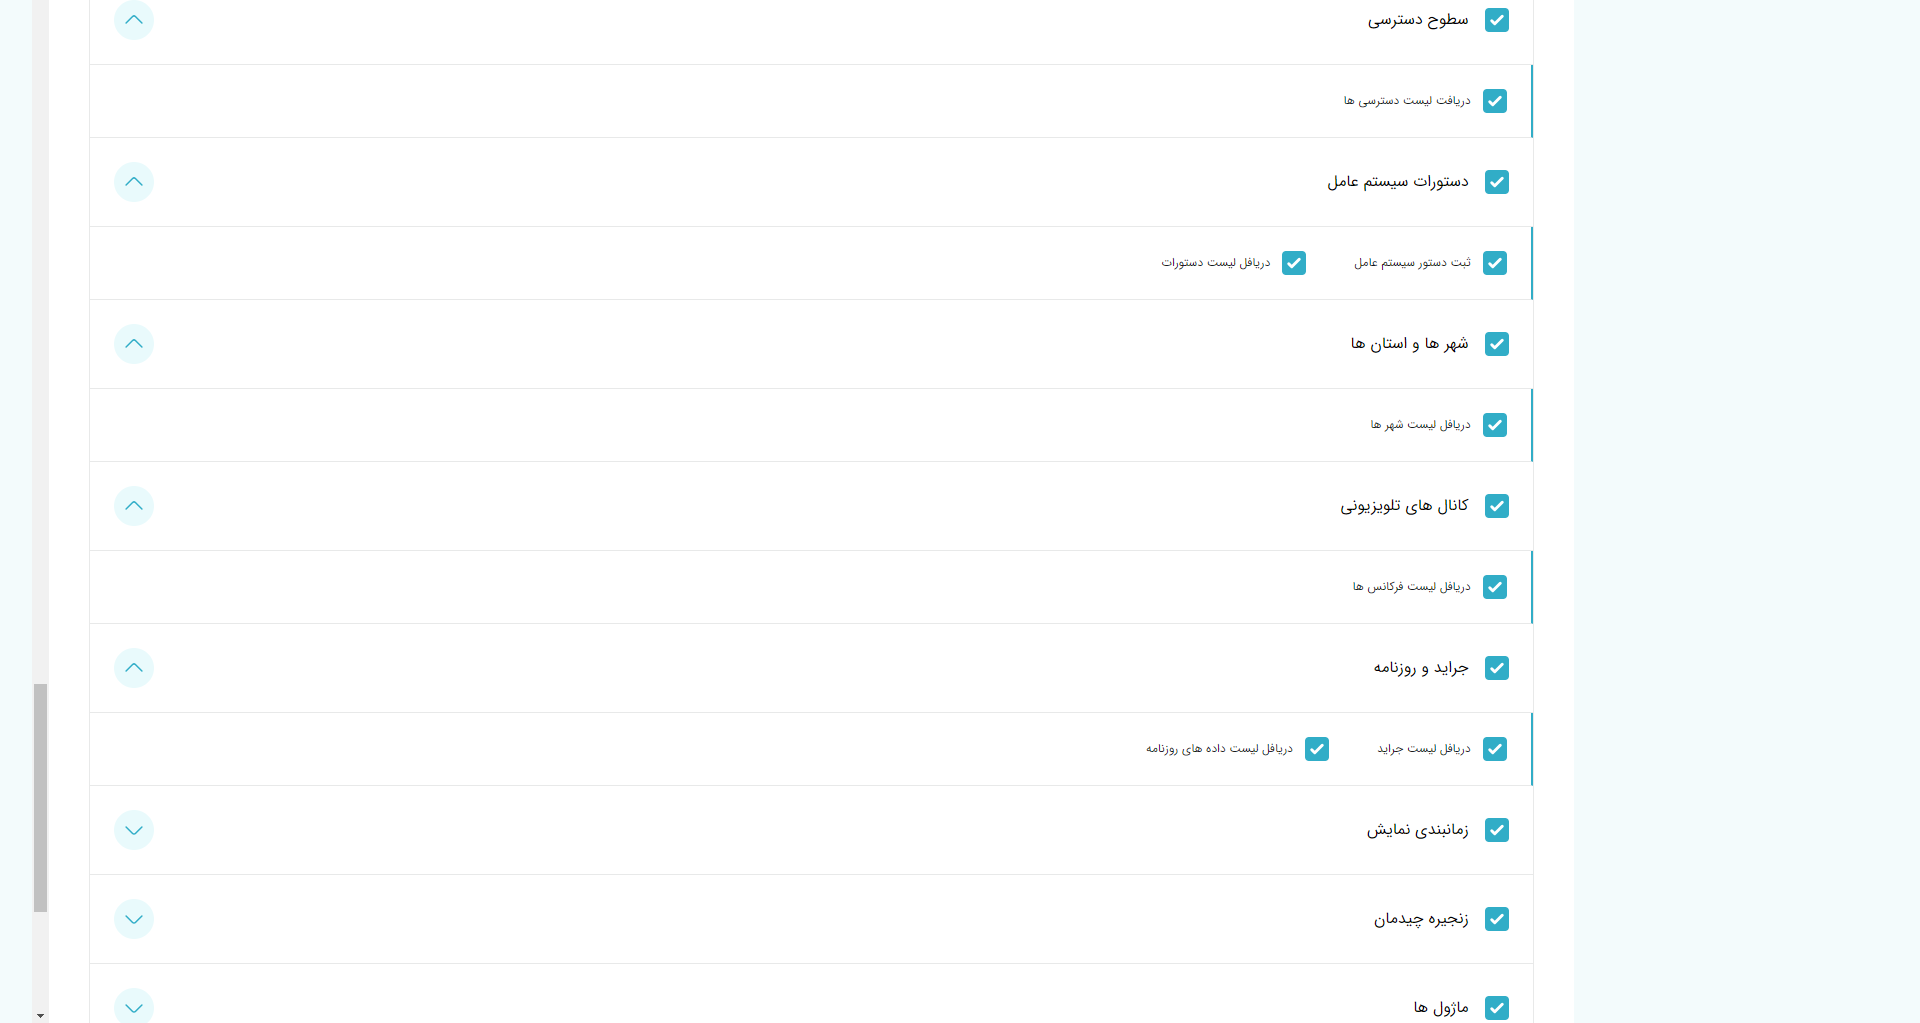 سطوح دسترسی
دریافت لیست دسترسی ها
دستورات سیستم عامل
ثبت دستور سیستم عامل دریافل لیست دستورات
شهر ها و استان ها
دریافل لیست شهر ها
کانال های تلویزیونی
دریافل لیست فرکانس ها
جراید و روزنامه
دریافل لیست جراید دریافل لیست داده های روزنامه
زمانبندی نمایش
زنجیره چیدمان
ماژول ها